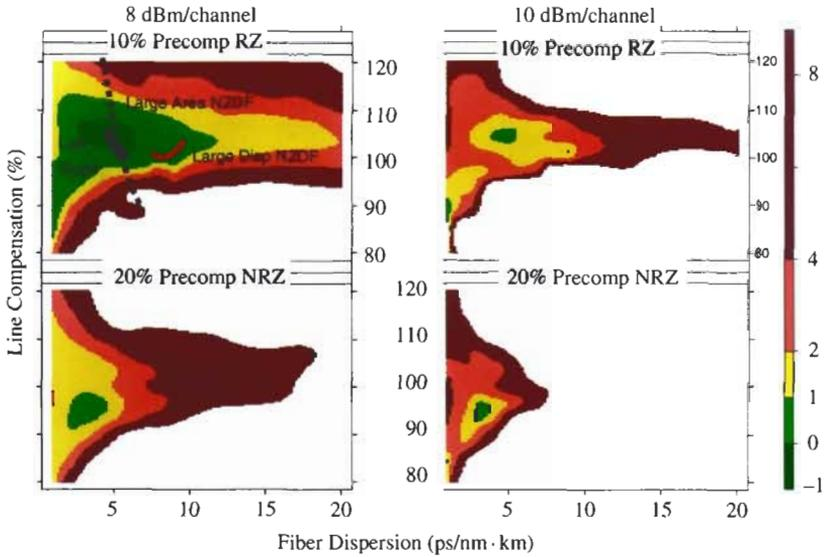 8 dBm/channel
10 dBm/channel
10% Precomp RZ
10% Precomp RZ
120
110
100
90
80
120
110
100
90
80
Large Area NZDF
Large Disp NZDF
Line Compensation (%)
20% Precomp NRZ
20% Precomp NRZ
120
110
100
90
80
5
10
15
20
5
10
15
20
Fiber Dispersion (ps/nm·km)
8
4
2
1
0
–1